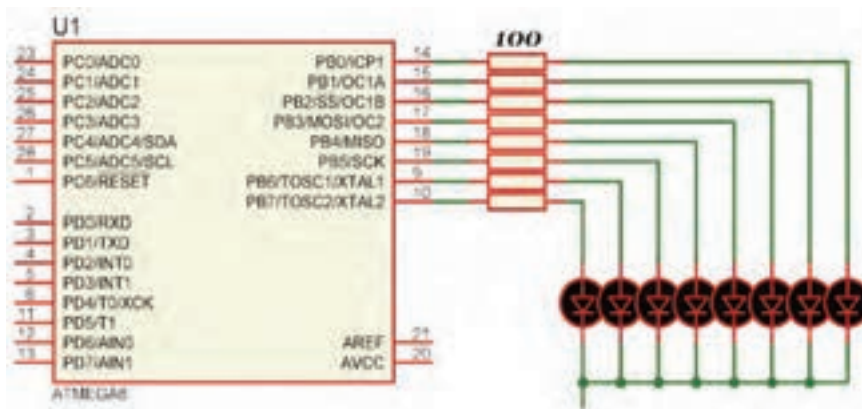 U1
100
23 PC0/ADC0 PB0/ICP1 14
24 PC1/ADC1 PB1/OC1A 15
25 PC2/ADC2 PB2/SS/OC1B 16
26 PC3/ADC3 PB3/MOSI/OC2 17
27 PC4/ADC4/SDA PB4/MISO 18
28 PC5/ADC5/SCL PB5/SCK 19
1 PC6/RESET PB6/TOSC1/XTAL1 9
PB7/TOSC2/XTAL2 10
2 PD0/RXD
3 PD1/TXD
4 PD2/INT0
5 PD3/INT1
6 PD4/T0/XCK
11 PD5/T1
12 PD6/AIN0 AREF 21
13 PD7/AIN1 AVCC 20
ATMEGA8